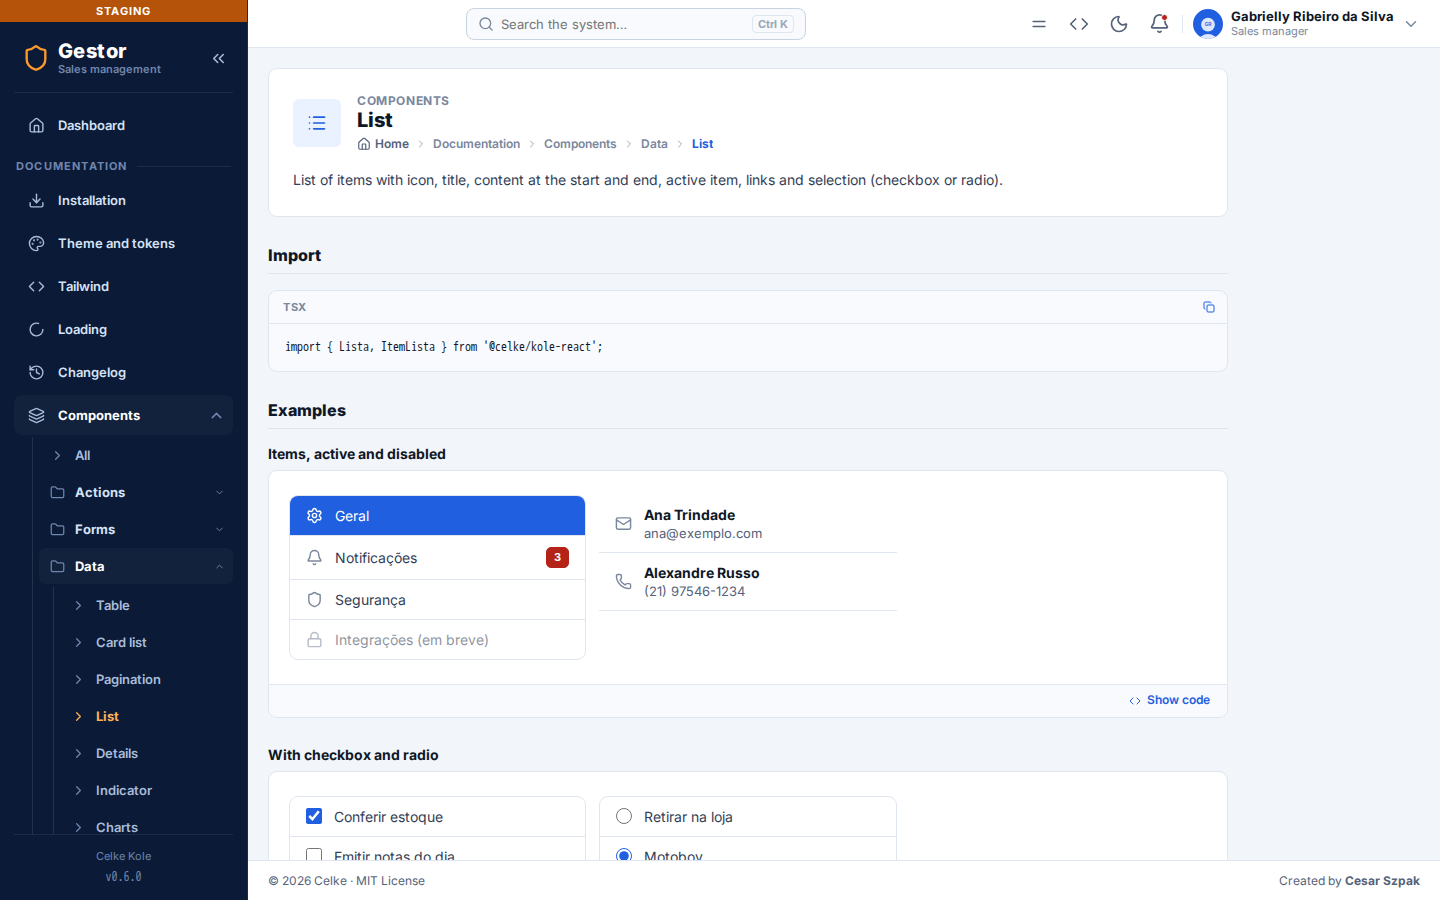 STAGING
Gestor
Sales management
Dashboard
DOCUMENTATION
Installation
Theme and tokens
Tailwind
Loading
Changelog
Components
All
Actions
Forms
Data
Table
Card list
Pagination
List
Details
Indicator
Charts
Celke Kole
v0.6.0
Search the system...
Ctrl K
GR
Gabrielly Ribeiro da Silva
Sales manager
COMPONENTS
List
Home
Documentation
Components
Data
List
List of items with icon, title, content at the start and end, active item, links and selection (checkbox or radio).
Import
TSX
import { Lista, ItemLista } from '@celke/kole-react';
Examples
Items, active and disabled
Geral
Notificações
3
Segurança
Integrações (em breve)
Ana Trindade
ana@exemplo.com
Alexandre Russo
(21) 97546-1234
Show code
With checkbox and radio
Conferir estoque
Emitir notas do dia
Retirar na loja
Motoboy
© 2026 Celke · MIT License
Created by Cesar Szpak